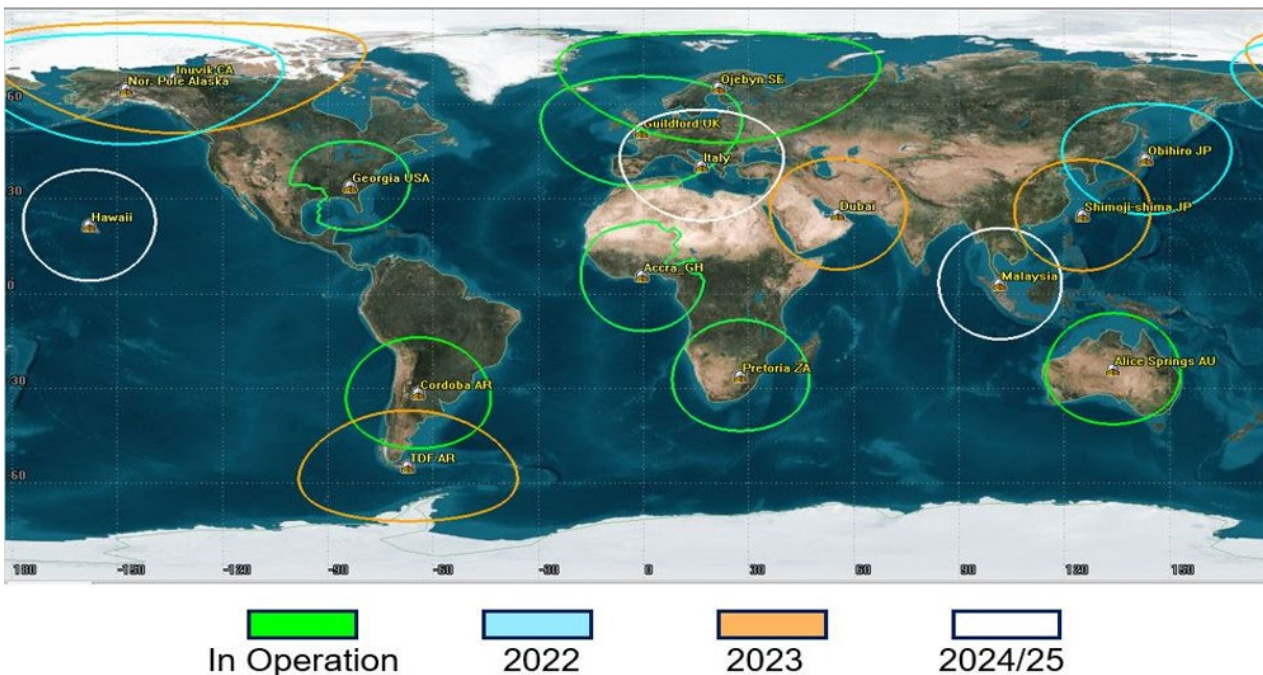 Inuvik CA
Nor. Pole Alaska
Ojebyn SE
60
Guildford UK
Italy
Obihiro JP
Georgia USA
30
Hawaii
Dubai
Shimoji-shima JP
Accra_GH
Malaysia
0
Pretoria ZA
Alice Springs AU
Cordoba AR
30
TDF AR
60
180 -150 -120 -90 -60 -30 0 30 60 90 120 150
In Operation 2022 2023 2024/25